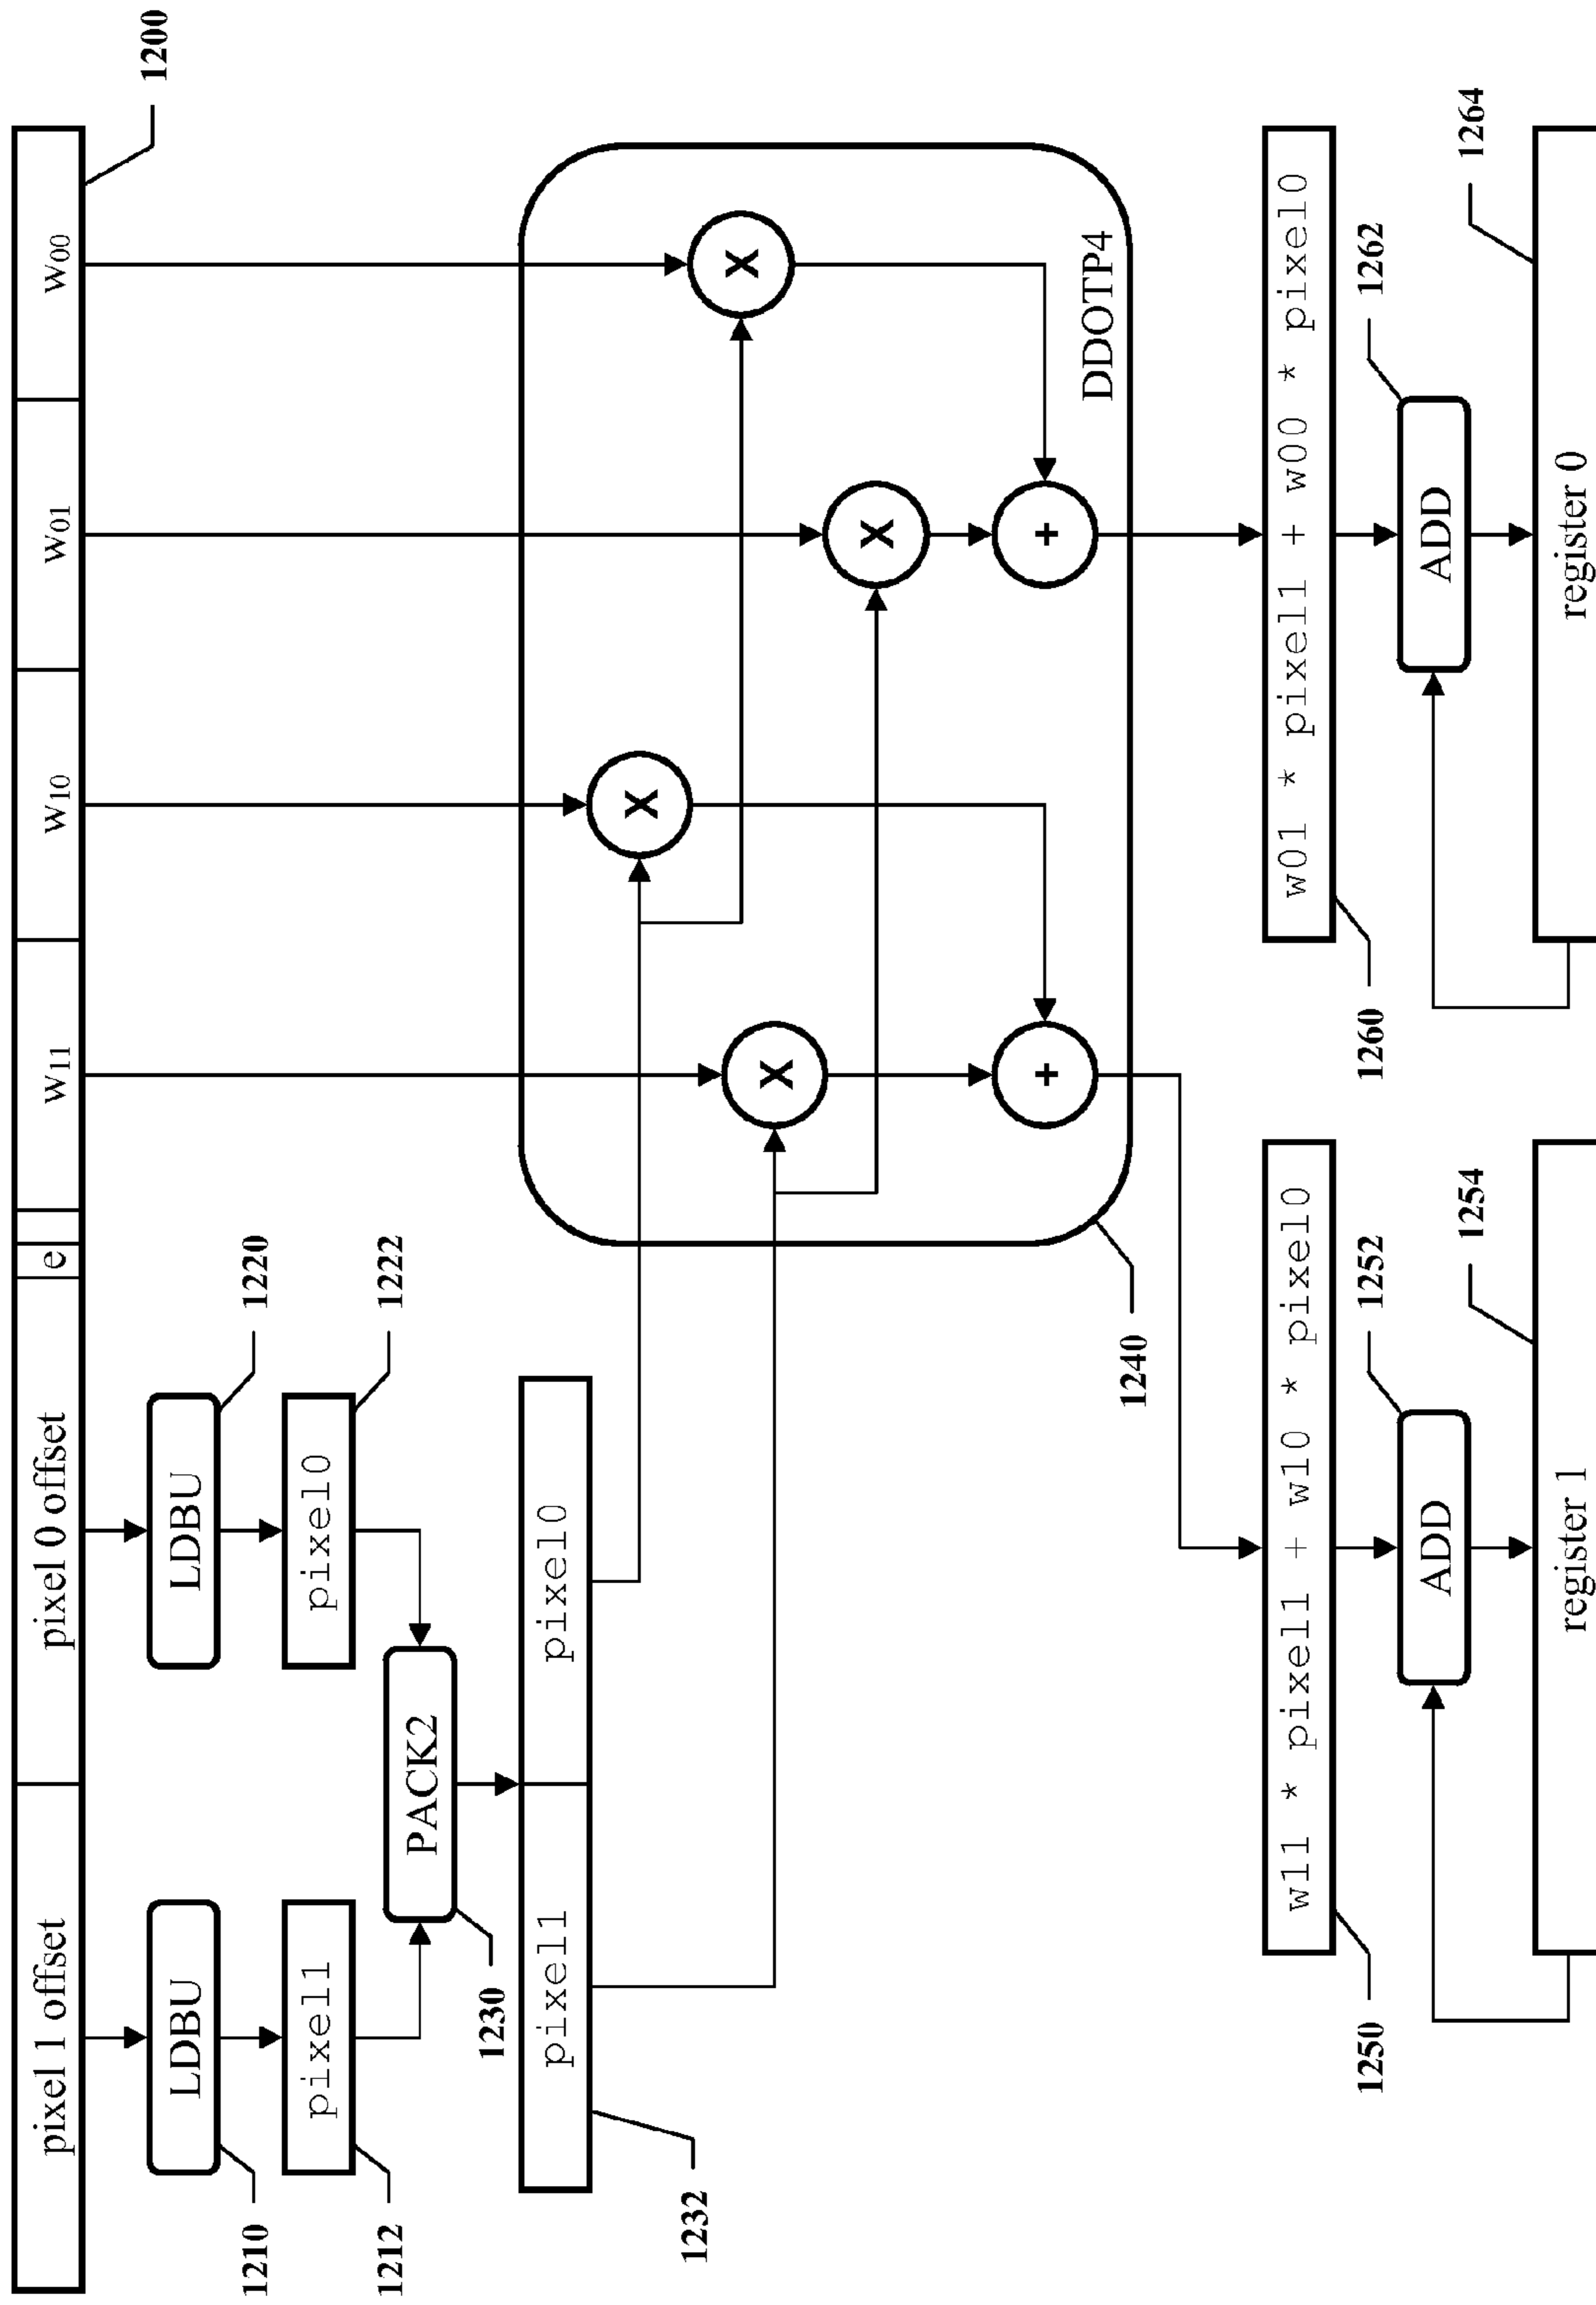 pixel 1 offset
pixel 0 offset
e
w11
w10
w01
w00
1200
1210
LDBU
LDBU
1220
1212
pixel1
pixel0
1222
PACK2
1230
pixel1
pixel0
1232
X
X
X
X
+
+
DDOTP4
1240
w11 * pixel1 + w10 * pixel0
w01 * pixel1 + w00 * pixel0
1250
ADD
1252
1260
ADD
1262
1254
1264
register 1
register 0